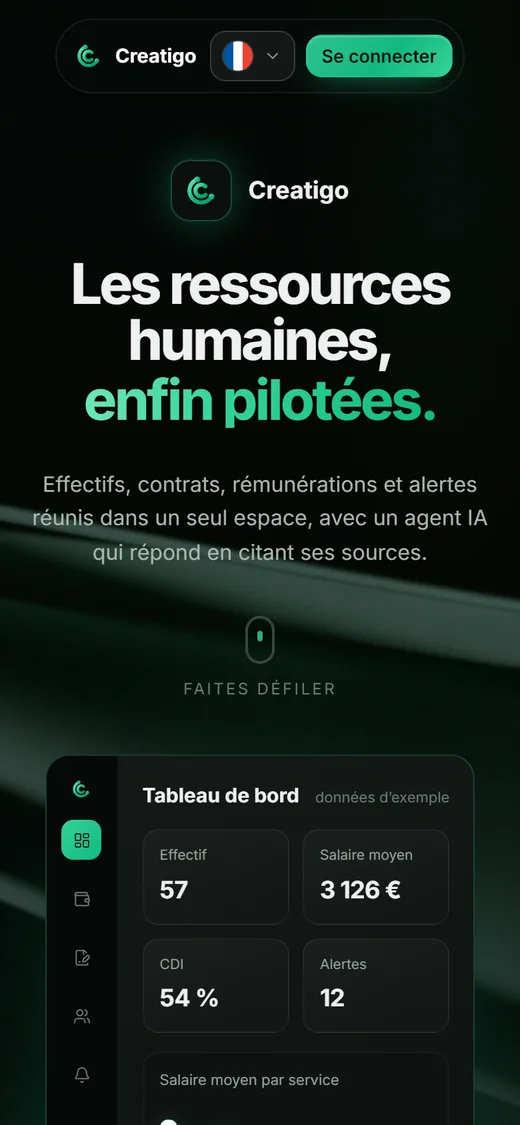 Creatigo
Se connecter
Creatigo
Les ressources
humaines,
enfin pilotées.
Effectifs, contrats, rémunérations et alertes
réunis dans un seul espace, avec un agent IA
qui répond en citant ses sources.
FAITES DÉFILER
Tableau de bord
données d’exemple
Effectif
57
Salaire moyen
3 126 €
CDI
54 %
Alertes
12
Salaire moyen par service